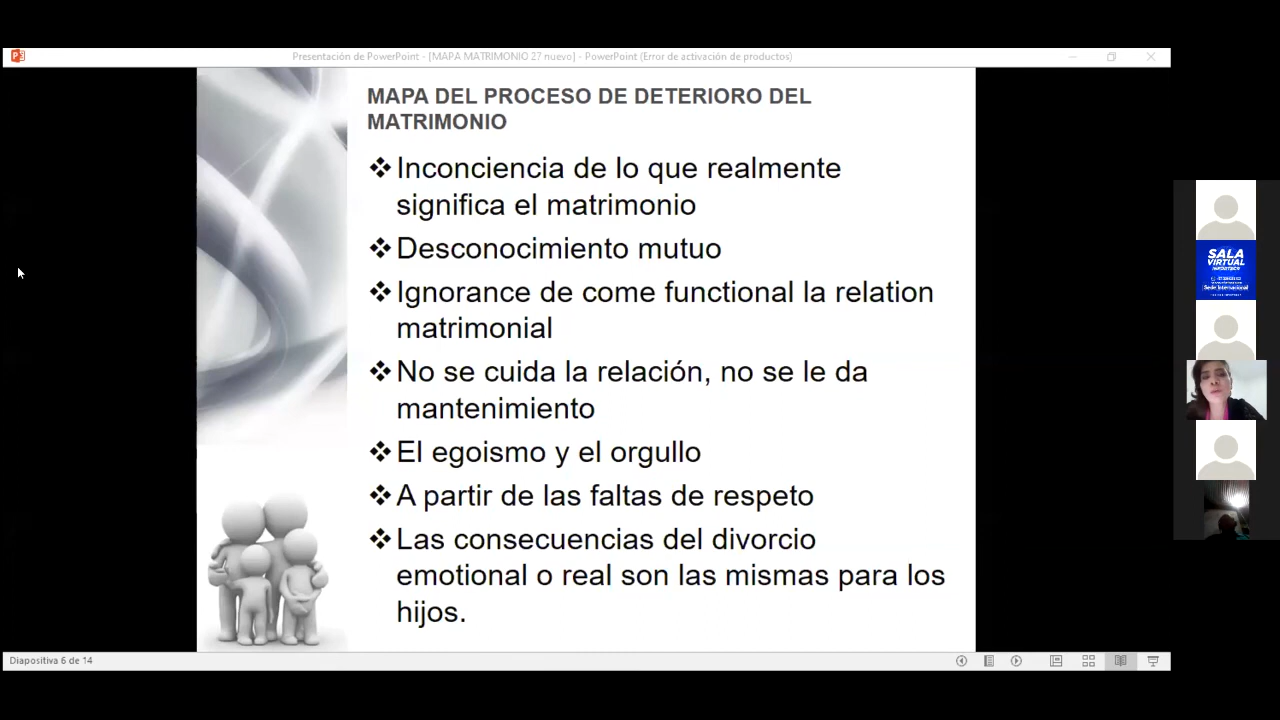 Presentación de PowerPoint - [MAPA MATRIMONIO 27 nuevo] - PowerPoint (Error de activación de productos)
MAPA DEL PROCESO DE DETERIORO DEL
MATRIMONIO
Inconciencia de lo que realmente
significa el matrimonio
Desconocimiento mutuo
Ignorance de come functional la relation
matrimonial
No se cuida la relación, no se le da
mantenimiento
El egoismo y el orgullo
A partir de las faltas de respeto
Las consecuencias del divorcio
emotional o real son las mismas para los
hijos.
SALA
VIRTUAL
Sede Internacional
Diapositiva 6 de 14